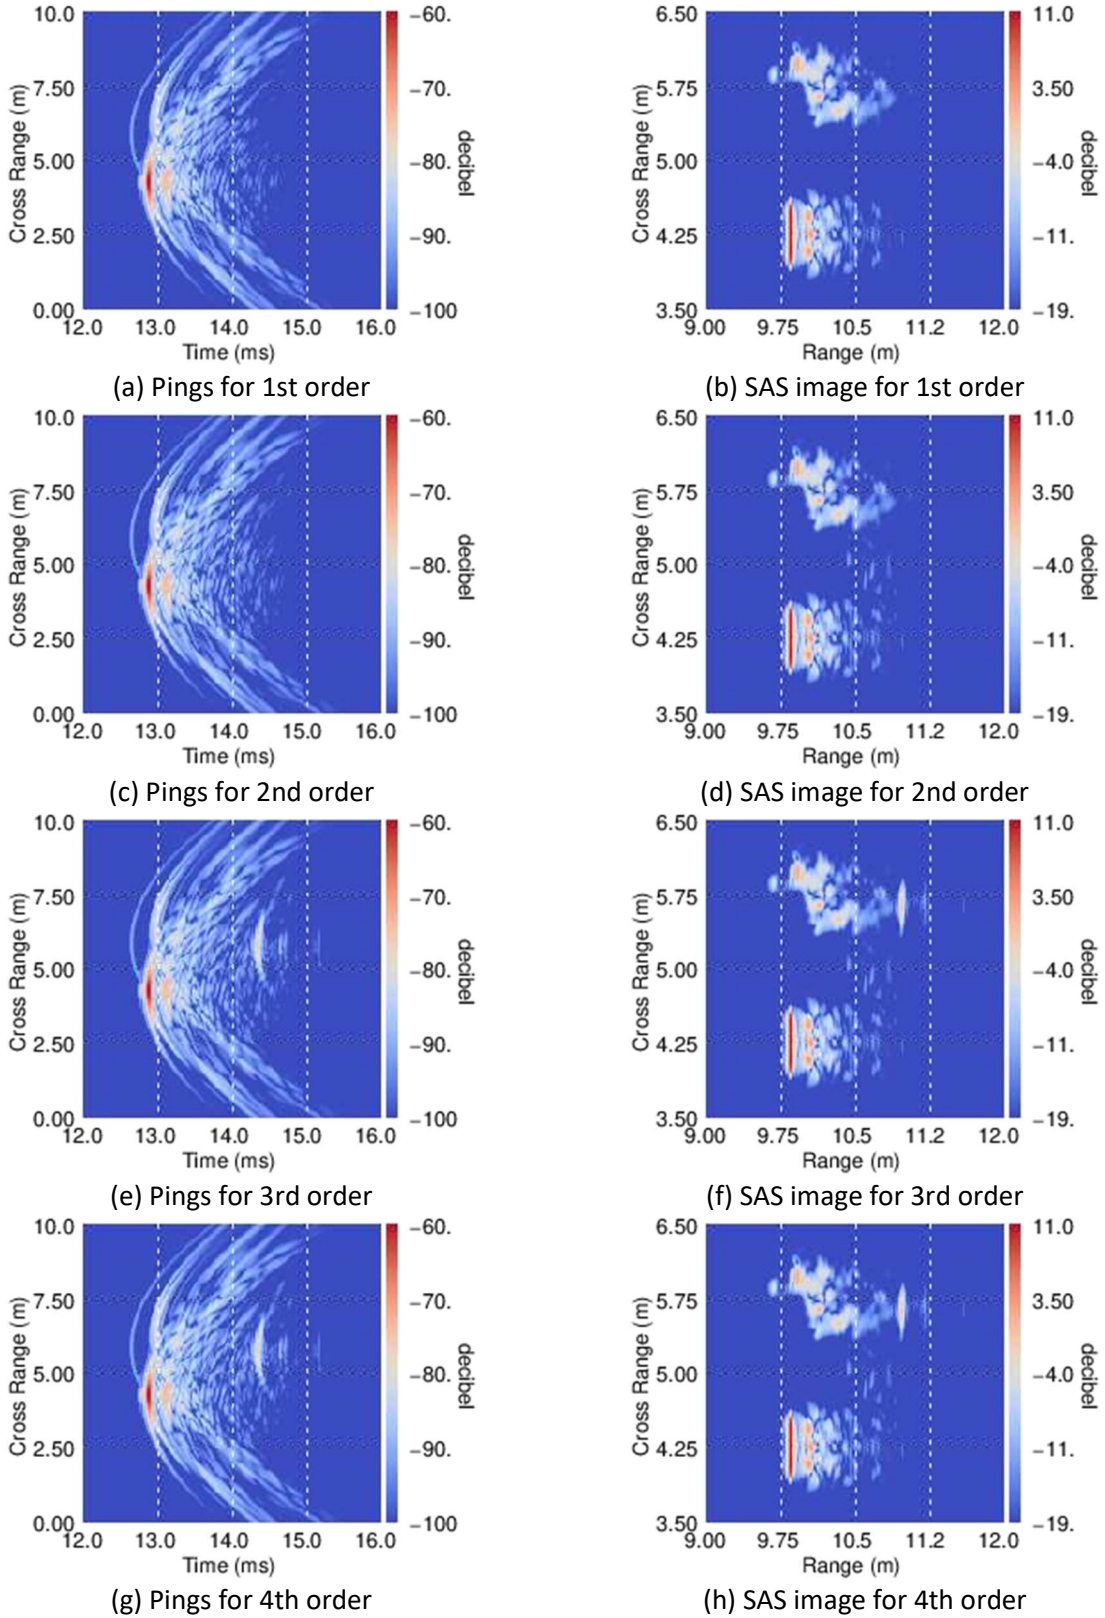 10.0 −60. 6.50 11.0
7.50 −70. 5.75 3.50
Cross Range (m) decibel Cross Range (m) decibel
5.00 −80. 5.00 −4.0
2.50 −90. 4.25 −11.
0.00 −100 3.50 −19.
12.0 13.0 14.0 15.0 16.0 9.00 9.75 10.5 11.2 12.0
Time (ms) Range (m)
(a) Pings for 1st order (b) SAS image for 1st order
10.0 −60. 6.50 11.0
7.50 −70. 5.75 3.50
Cross Range (m) decibel Cross Range (m) decibel
5.00 −80. 5.00 −4.0
2.50 −90. 4.25 −11.
0.00 −100 3.50 −19.
12.0 13.0 14.0 15.0 16.0 9.00 9.75 10.5 11.2 12.0
Time (ms) Range (m)
(c) Pings for 2nd order (d) SAS image for 2nd order
10.0 −60. 6.50 11.0
7.50 −70. 5.75 3.50
Cross Range (m) decibel Cross Range (m) decibel
5.00 −80. 5.00 −4.0
2.50 −90. 4.25 −11.
0.00 −100 3.50 −19.
12.0 13.0 14.0 15.0 16.0 9.00 9.75 10.5 11.2 12.0
Time (ms) Range (m)
(e) Pings for 3rd order (f) SAS image for 3rd order
10.0 −60. 6.50 11.0
7.50 −70. 5.75 3.50
Cross Range (m) decibel Cross Range (m) decibel
5.00 −80. 5.00 −4.0
2.50 −90. 4.25 −11.
0.00 −100 3.50 −19.
12.0 13.0 14.0 15.0 16.0 9.00 9.75 10.5 11.2 12.0
Time (ms) Range (m)
(g) Pings for 4th order (h) SAS image for 4th order